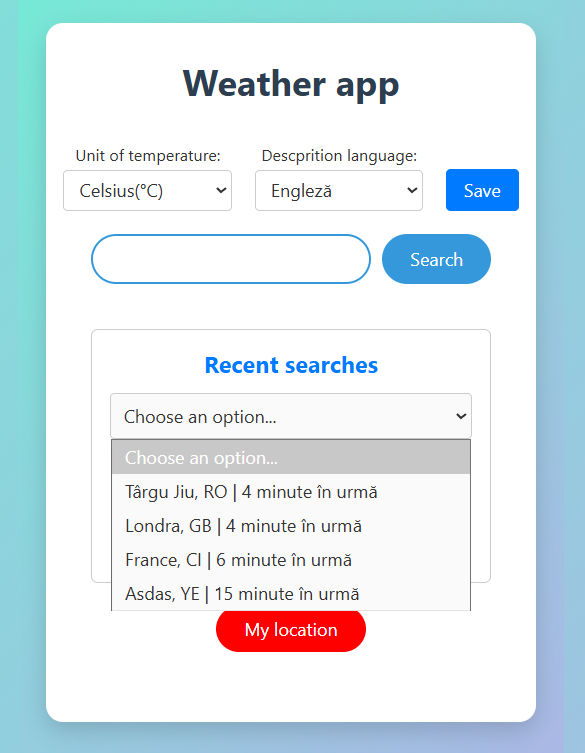 Weather app
Unit of temperature: Descprition language:
Celsius(°C) Engleză Save
Search
Recent searches
Choose an option...
Choose an option...
Târgu Jiu, RO | 4 minute în urmă
Londra, GB | 4 minute în urmă
France, CI | 6 minute în urmă
Asdas, YE | 15 minute în urmă
My location